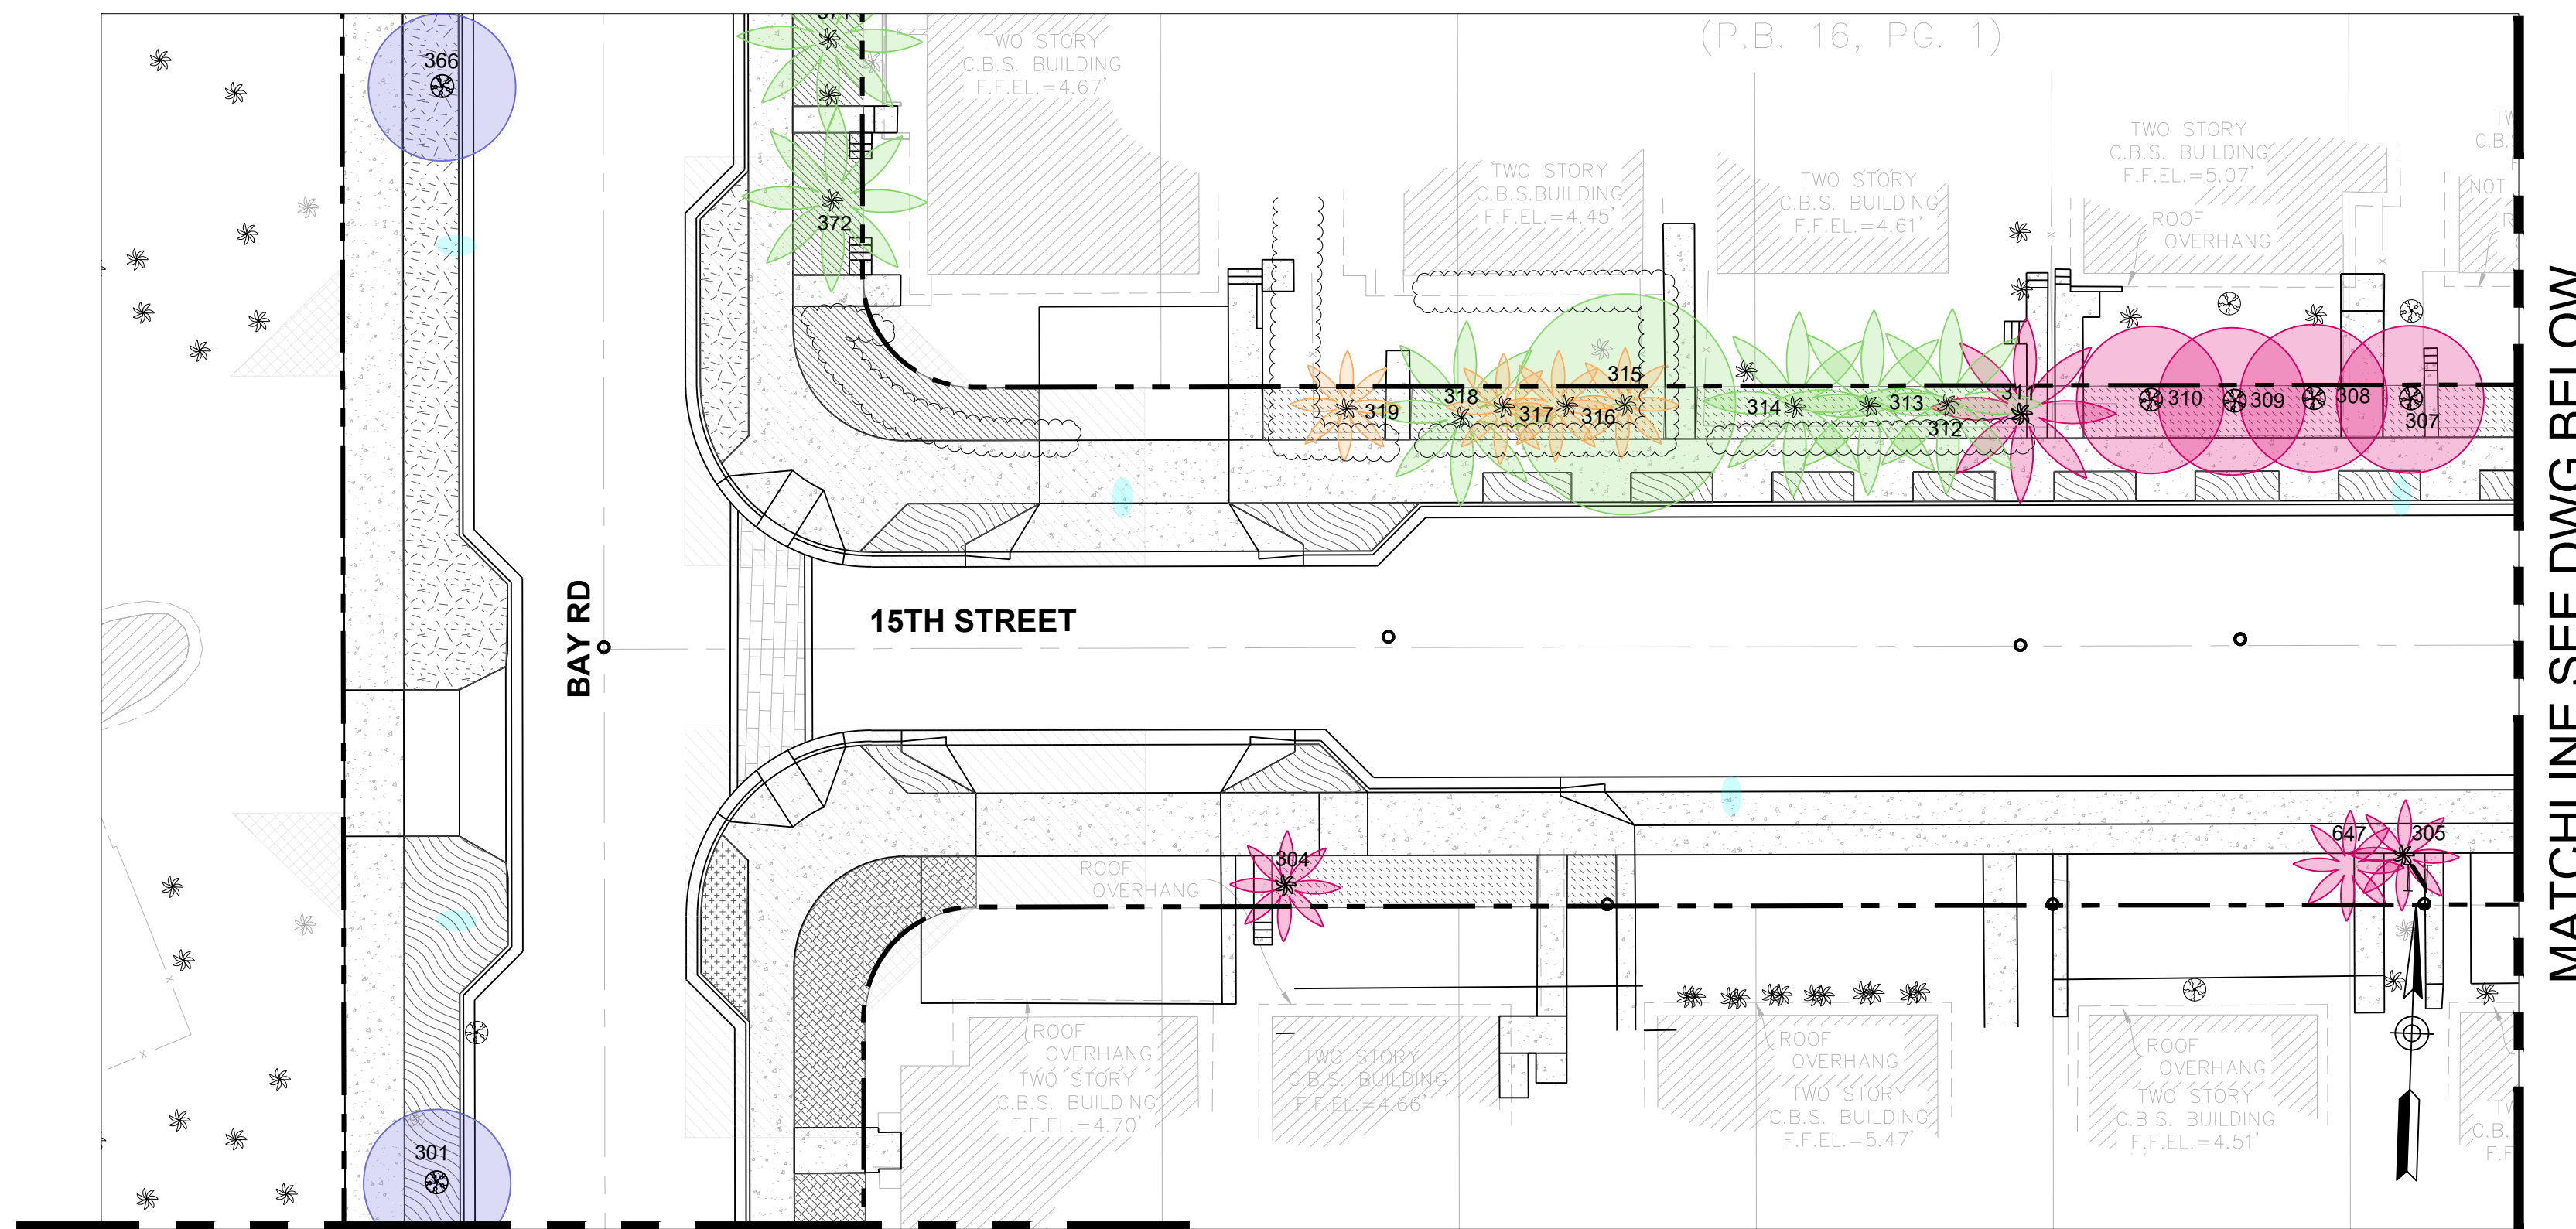 (P.B. 16, PG. 1)
371
366
TWO STORY
C.B.S. BUILDING
F.F.EL.=4.67'
TWO STORY
C.B.S.BUILDING
F.F.EL.=4.45'
TWO STORY
C.B.S. BUILDING
F.F.EL.=4.61'
TWO STORY
C.B.S. BUILDING
F.F.EL.=5.07'
ROOF
OVERHANG
NOT
372
319
318
317
316
315
314
313
312
311
310
309
308
307
BAY RD
15TH STREET
MATCHLINE SEE DWG BELOW
304
647
305
ROOF
OVERHANG
ROOF
OVERHANG
TWO STORY
C.B.S. BUILDING
F.F.EL.=4.70'
TWO STORY
C.B.S. BUILDING
F.F.EL.=4.66'
ROOF
OVERHANG
TWO STORY
C.B.S. BUILDING
F.F.EL.=5.47'
ROOF
OVERHANG
TWO STORY
C.B.S. BUILDING
F.F.EL.=4.51'
301